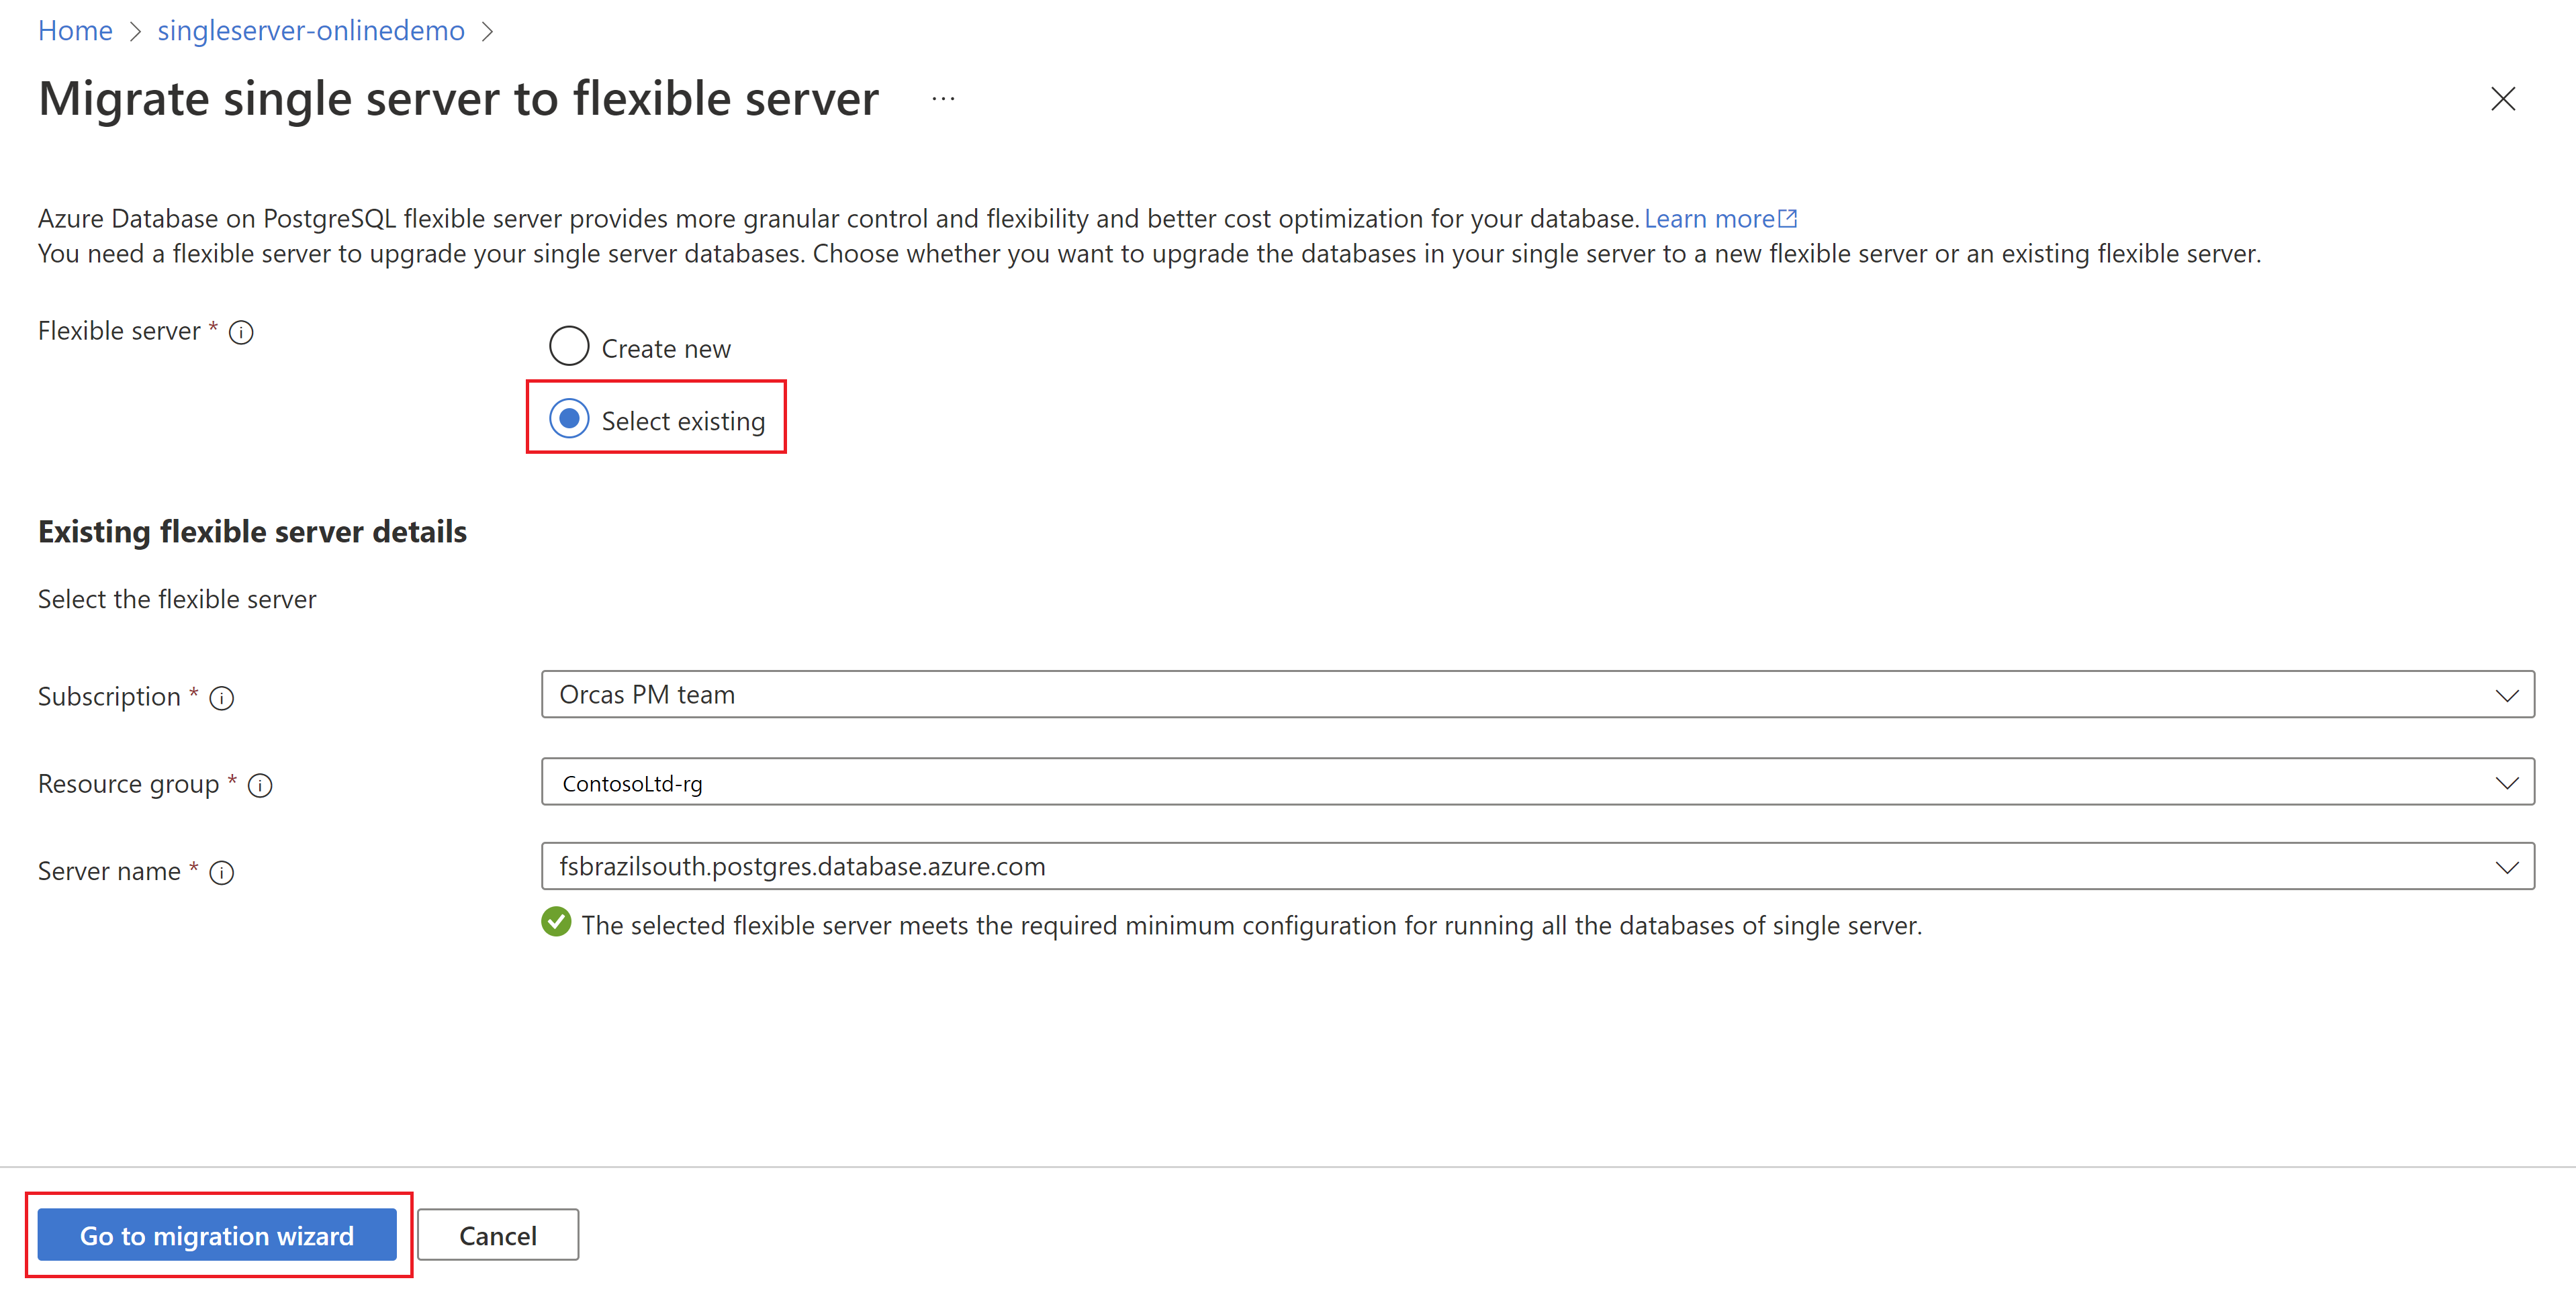 Home > singleserver-onlinedemo >
Migrate single server to flexible server ...
Azure Database on PostgreSQL flexible server provides more granular control and flexibility and better cost optimization for your database. Learn more
You need a flexible server to upgrade your single server databases. Choose whether you want to upgrade the databases in your single server to a new flexible server or an existing flexible server.
Flexible server *
Create new
Select existing
Existing flexible server details
Select the flexible server
Subscription * Orcas PM team
Resource group * ContosoLtd-rg
Server name * fsbrazilsouth.postgres.database.azure.com
The selected flexible server meets the required minimum configuration for running all the databases of single server.
Go to migration wizard Cancel